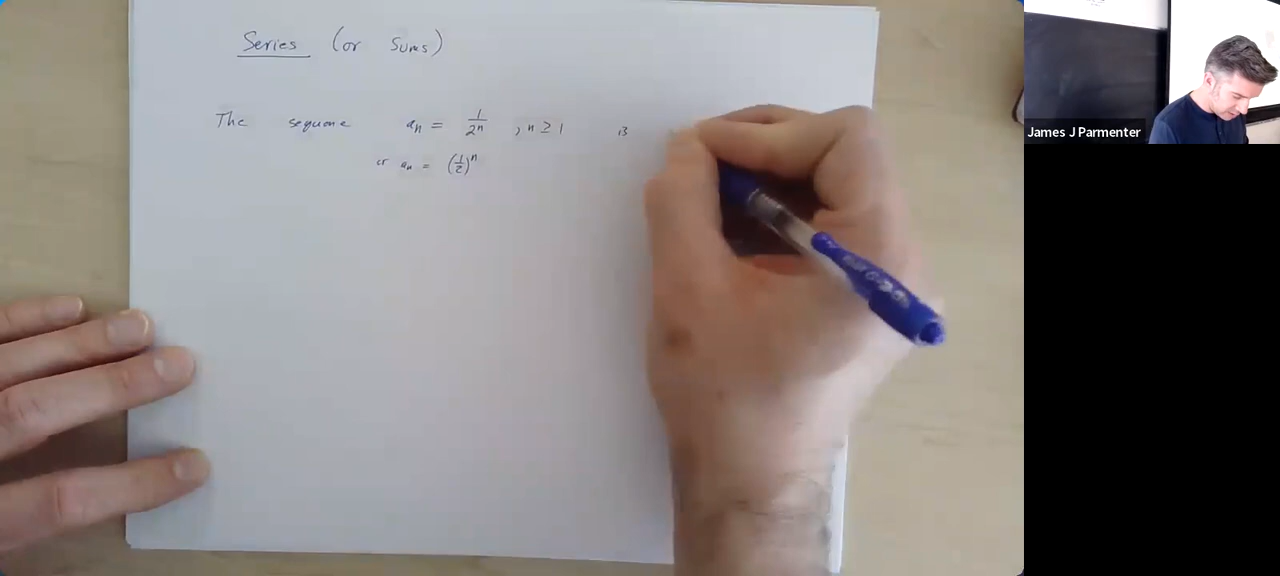 Series (or Sums)
The sequence aₙ = 1/2ⁿ , n ≥ 1 is
or aₙ = (1/2)ⁿ
James J Parmenter